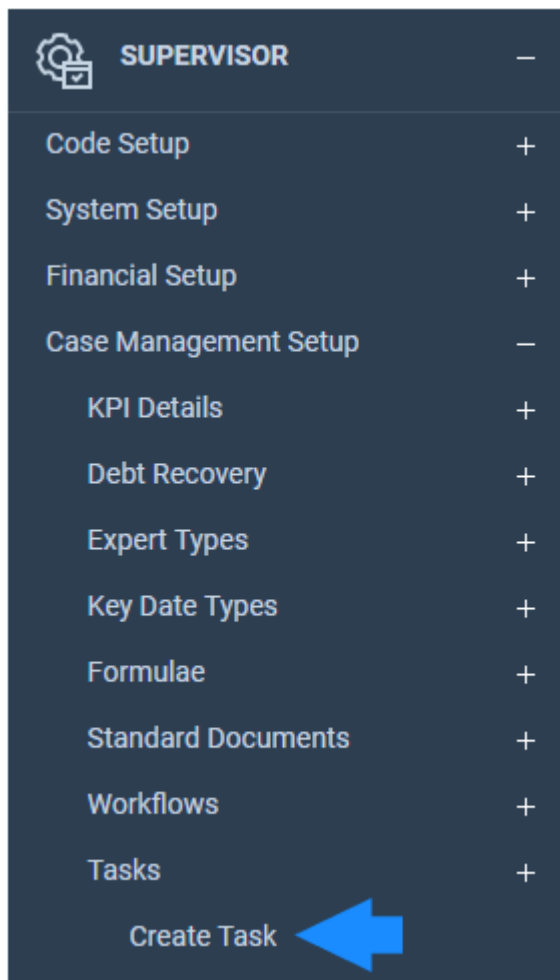 SUPERVISOR –
Code Setup +
System Setup +
Financial Setup +
Case Management Setup –
KPI Details +
Debt Recovery +
Expert Types +
Key Date Types +
Formulae +
Standard Documents +
Workflows +
Tasks +
Create Task